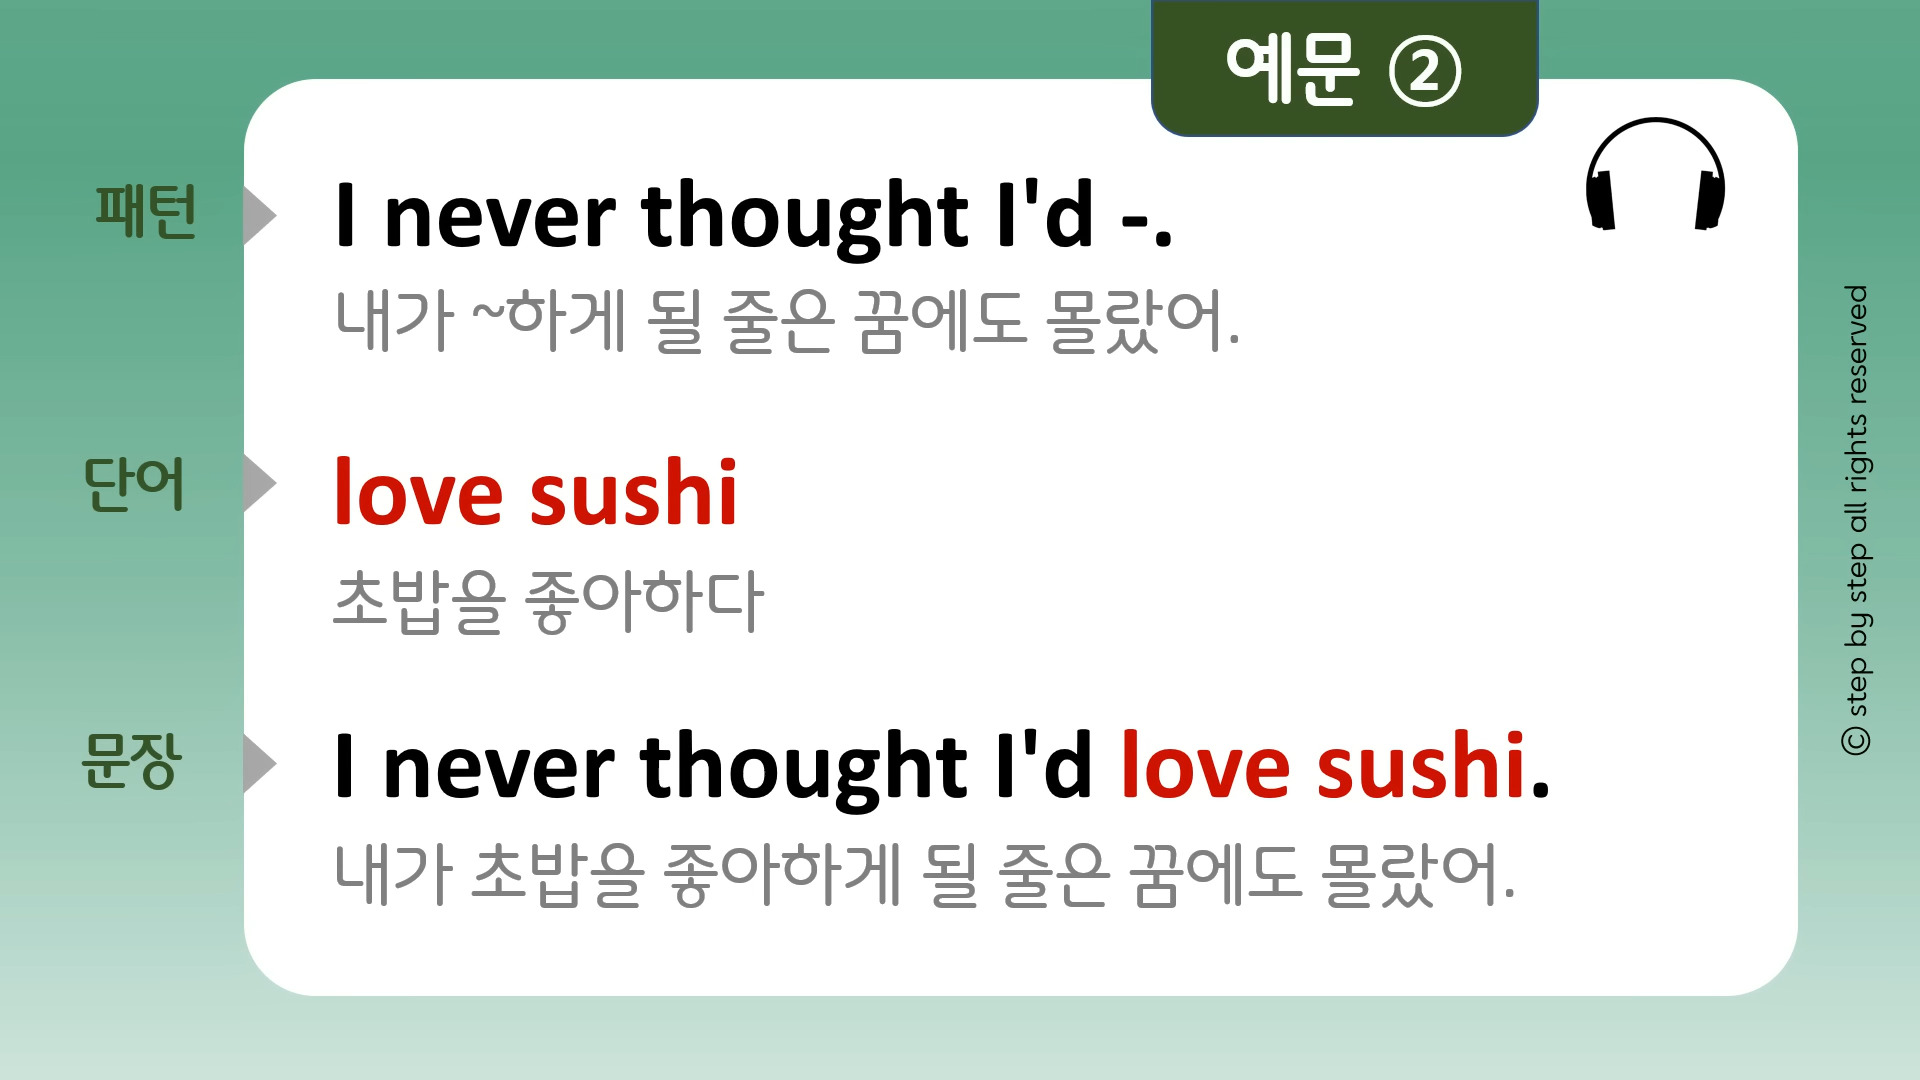 예문 ②
패턴
I never thought I'd -.
내가 ~하게 될 줄은 꿈에도 몰랐어.
단어
love sushi
초밥을 좋아하다
문장
I never thought I'd love sushi.
내가 초밥을 좋아하게 될 줄은 꿈에도 몰랐어.
© step by step all rights reserved